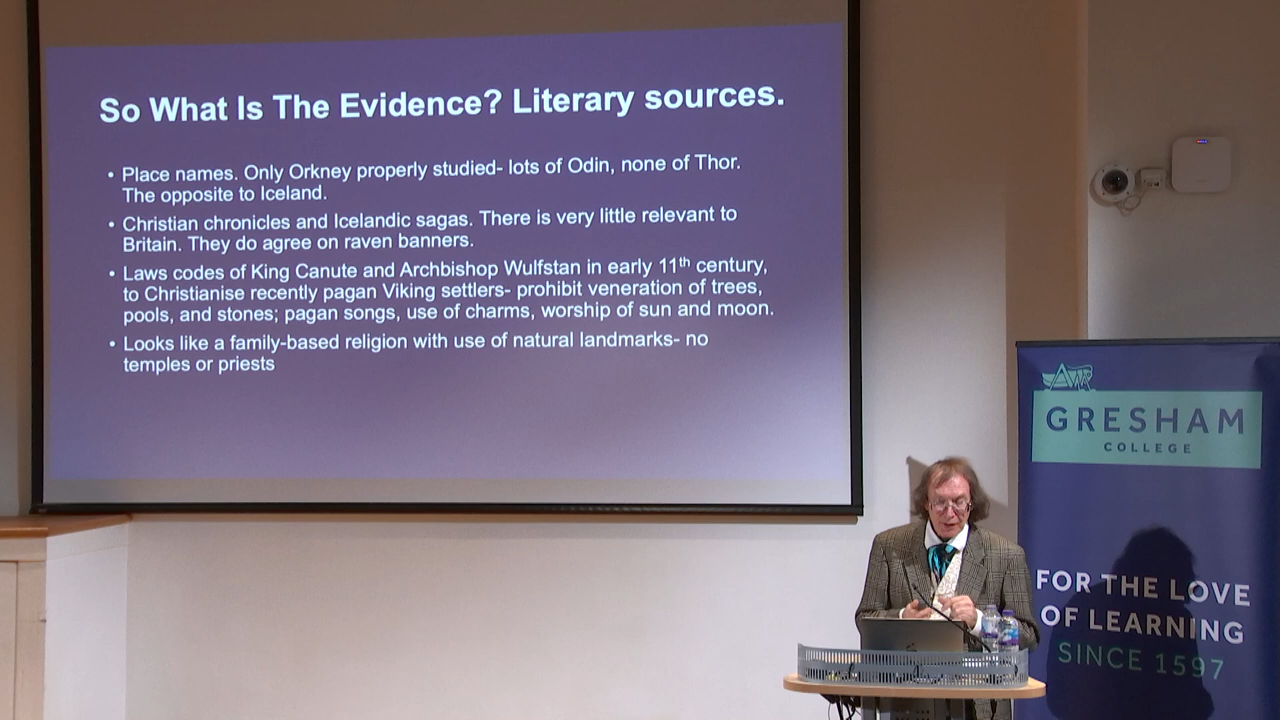 So What Is The Evidence? Literary sources.
• Place names. Only Orkney properly studied- lots of Odin, none of Thor.
The opposite to Iceland.
• Christian chronicles and Icelandic sagas. There is very little relevant to
Britain. They do agree on raven banners.
• Laws codes of King Canute and Archbishop Wulfstan in early 11th century,
to Christianise recently pagan Viking settlers- prohibit veneration of trees,
pools, and stones; pagan songs, use of charms, worship of sun and moon.
• Looks like a family-based religion with use of natural landmarks- no
temples or priests
GRESHAM
COLLEGE
FOR THE LOVE
OF LEARNING
SINCE 1597